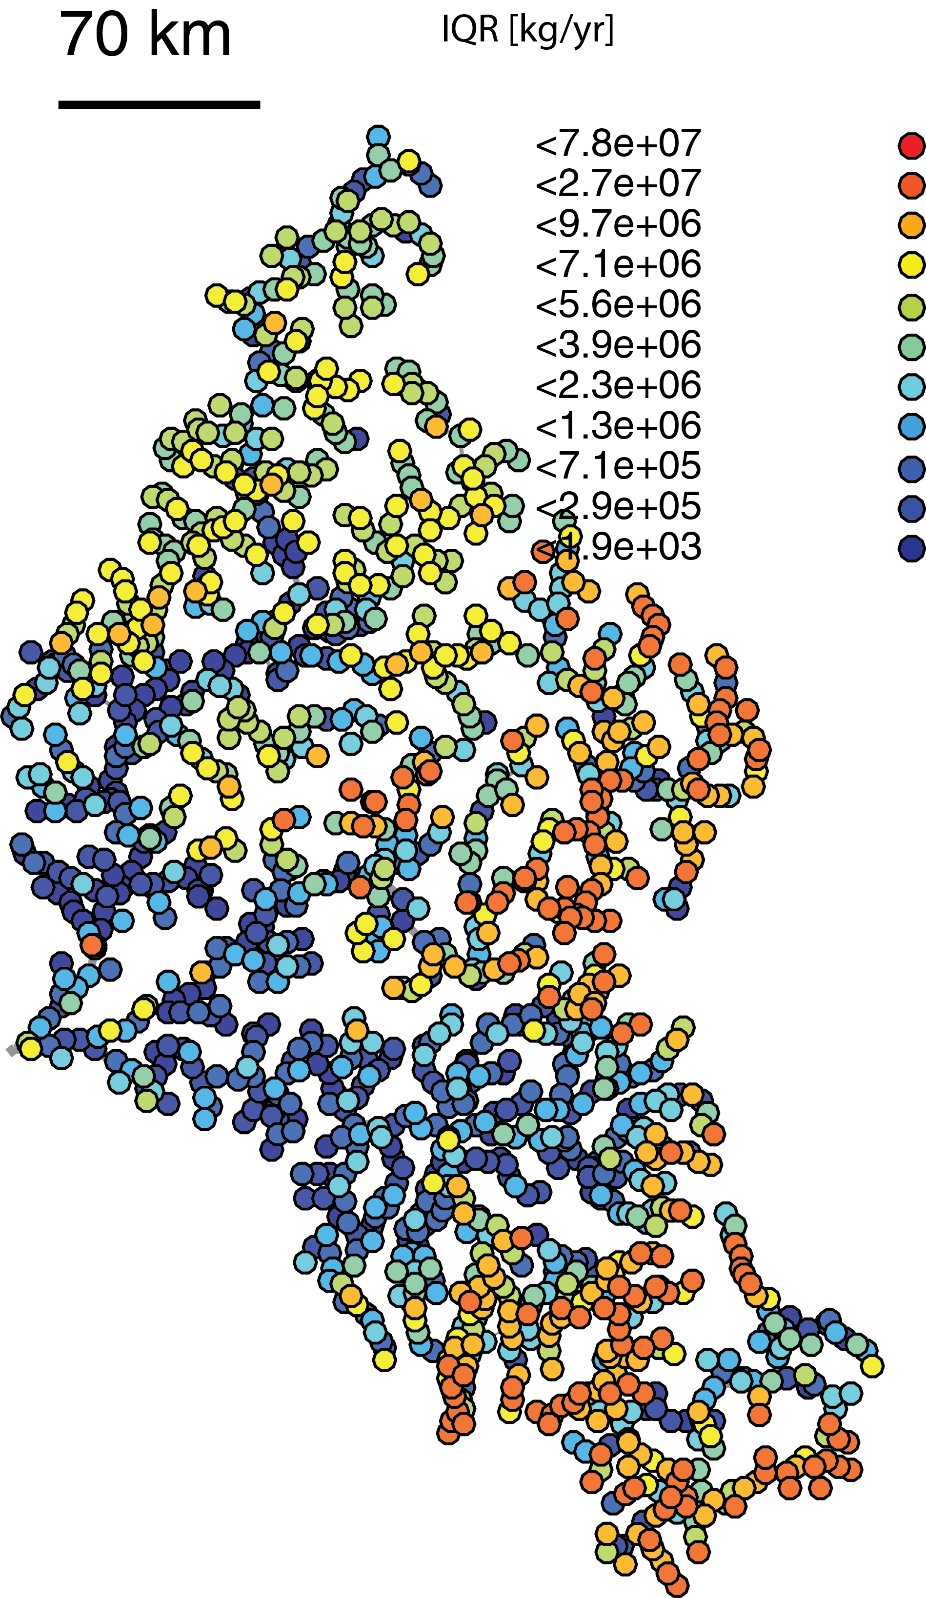 70 km
IQR [kg/yr]
<7.8e+07
<2.7e+07
<9.7e+06
<7.1e+06
<5.6e+06
<3.9e+06
<2.3e+06
<1.3e+06
<7.1e+05
<2.9e+05
<1.9e+03